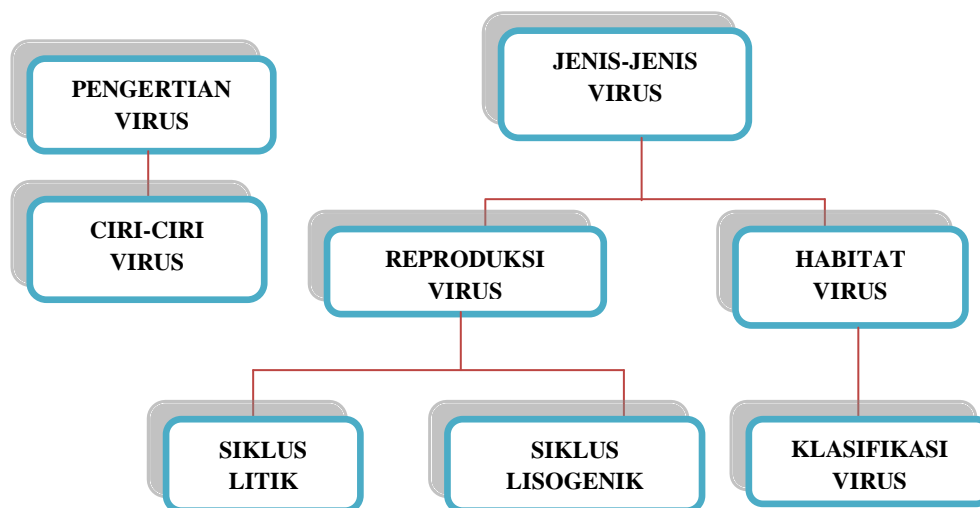 PENGERTIAN
VIRUS
JENIS-JENIS
VIRUS
CIRI-CIRI
VIRUS
REPRODUKSI
VIRUS
HABITAT
VIRUS
SIKLUS
LITIK
SIKLUS
LISOGENIK
KLASIFIKASI
VIRUS